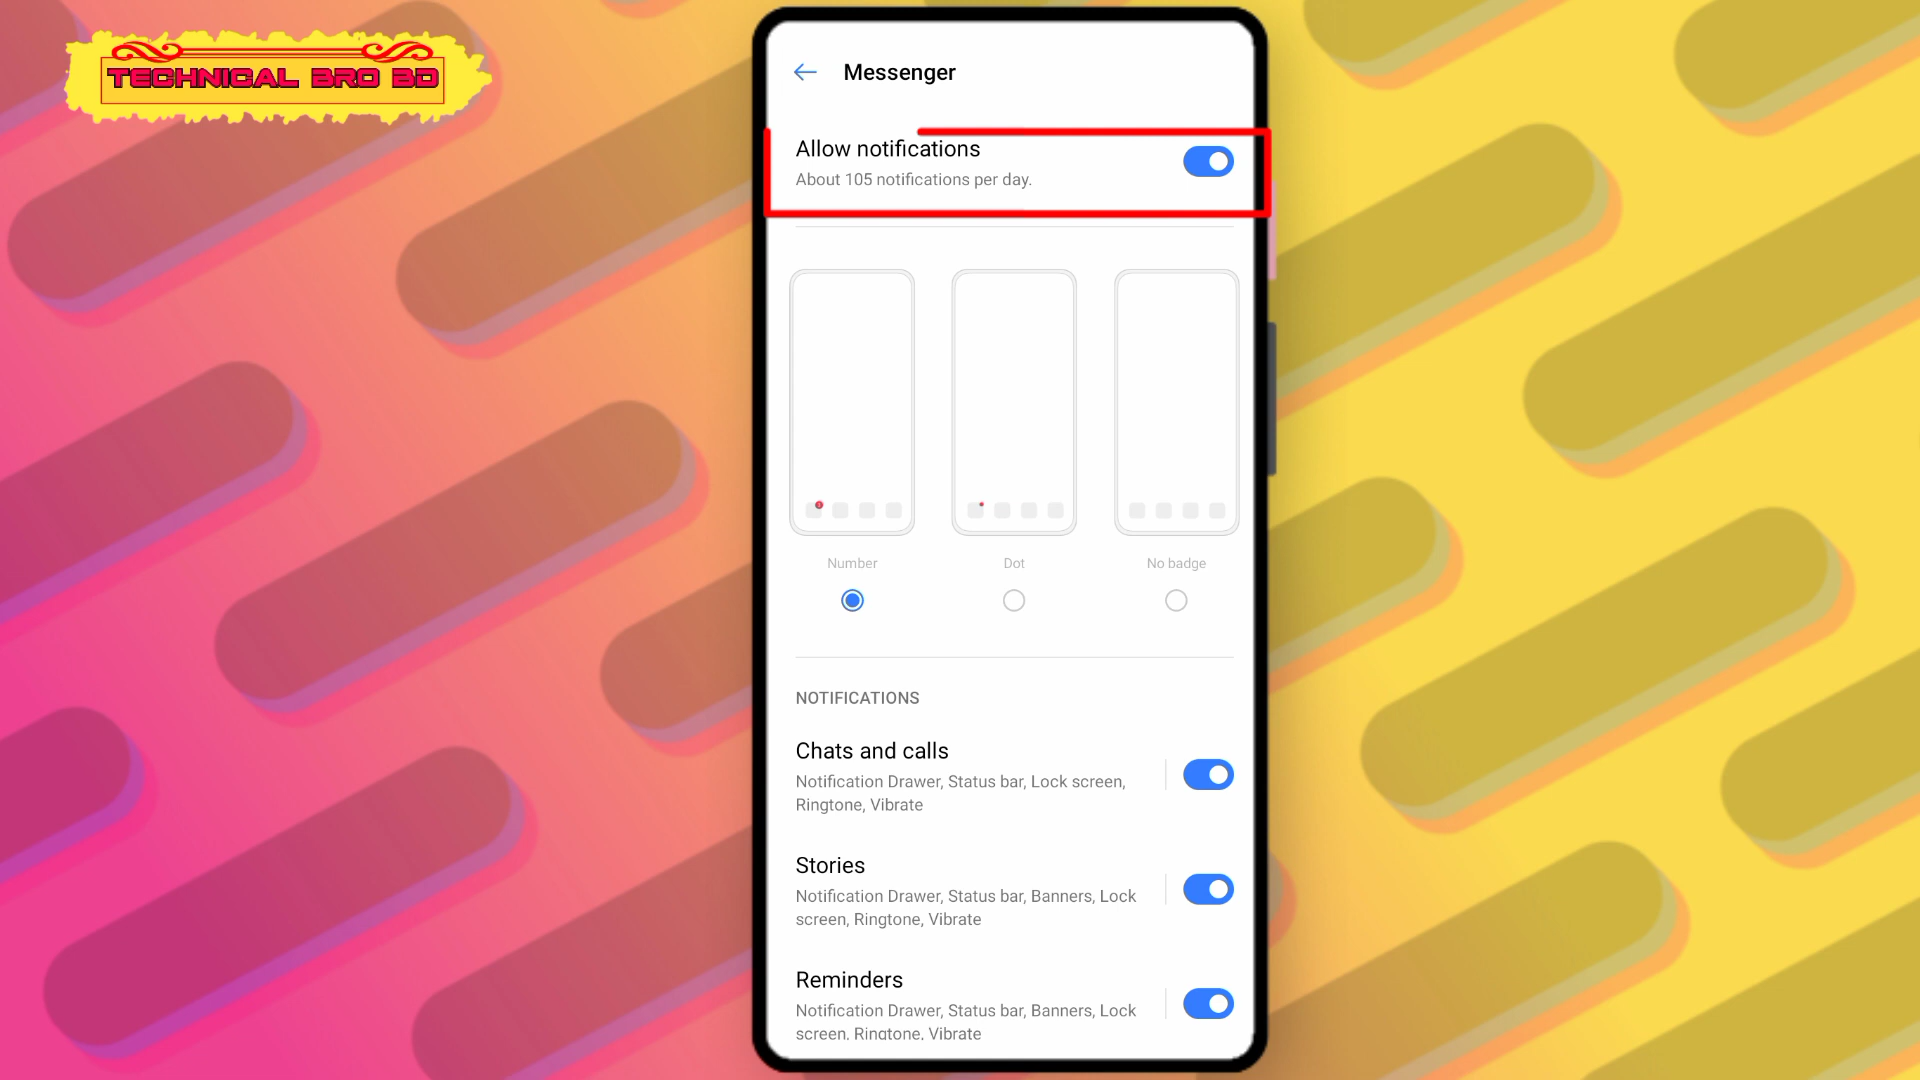 TECHNICAL BRO BD
Messenger
Allow notifications
About 105 notifications per day.
Number
Dot
No badge
NOTIFICATIONS
Chats and calls
Notification Drawer, Status bar, Lock screen,
Ringtone, Vibrate
Stories
Notification Drawer, Status bar, Banners, Lock
screen, Ringtone, Vibrate
Reminders
Notification Drawer, Status bar, Banners, Lock
screen, Ringtone, Vibrate